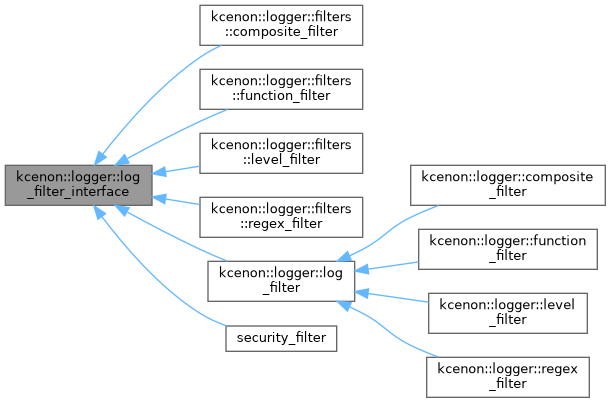 kcenon::logger::filters
::composite_filter
kcenon::logger::filters
::function_filter
kcenon::logger::filters
::level_filter
kcenon::logger::log
_filter_interface
kcenon::logger::filters
::regex_filter
kcenon::logger::log
_filter
security_filter
kcenon::logger::composite
_filter
kcenon::logger::function
_filter
kcenon::logger::level
_filter
kcenon::logger::regex
_filter